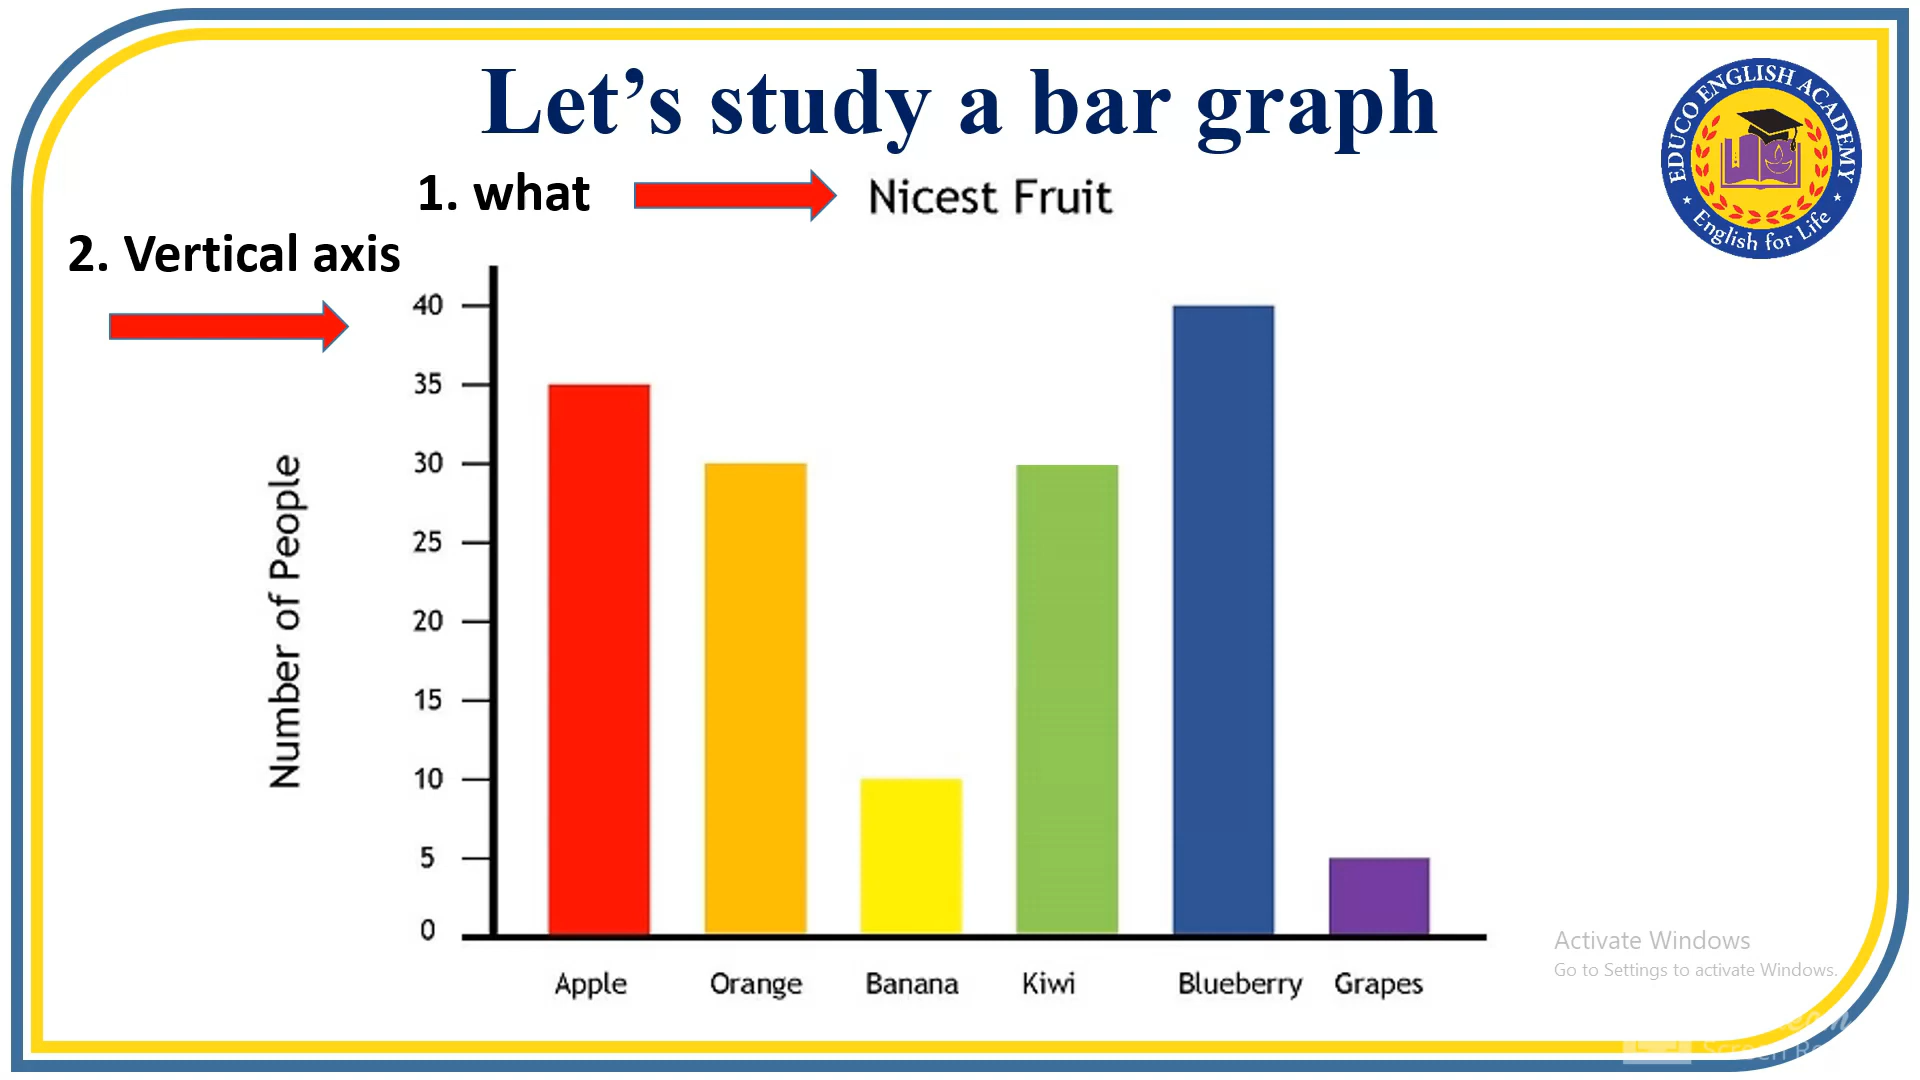 Let’s study a bar graph
EDUCO ENGLISH ACADEMY
English for Life
1. what
Nicest Fruit
2. Vertical axis
Number of People
40
35
30
25
20
15
10
5
0
Apple Orange Banana Kiwi Blueberry Grapes
Activate Windows
Go to Settings to activate Windows.